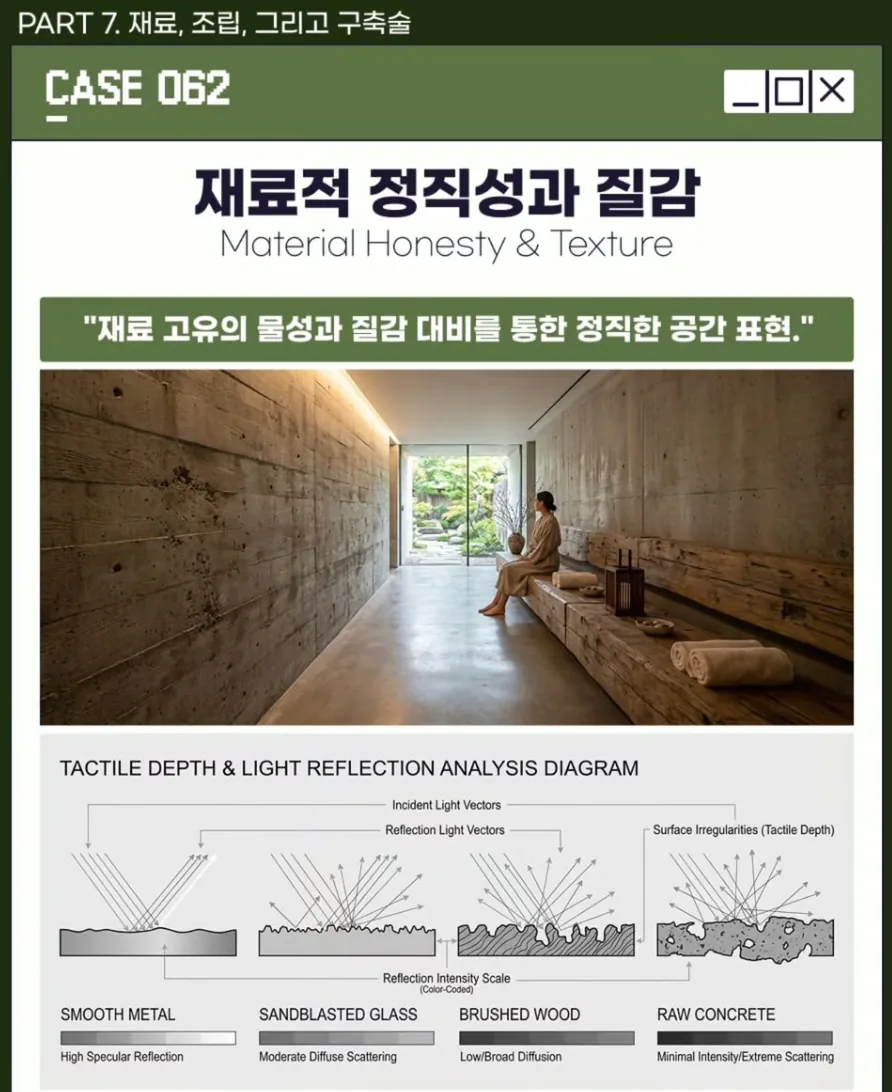 PART 7. 재료, 조립, 그리고 구축술
CASE 062
재료적 정직성과 질감
Material Honesty & Texture
"재료 고유의 물성과 질감 대비를 통한 정직한 공간 표현."
TACTILE DEPTH & LIGHT REFLECTION ANALYSIS DIAGRAM
Incident Light Vectors
Reflection Light Vectors
Surface Irregularities (Tactile Depth)
Reflection Intensity Scale
(Color-Coded)
SMOOTH METAL
High Specular Reflection
SANDBLASTED GLASS
Moderate Diffuse Scattering
BRUSHED WOOD
Low/Broad Diffusion
RAW CONCRETE
Minimal Intensity/Extreme Scattering